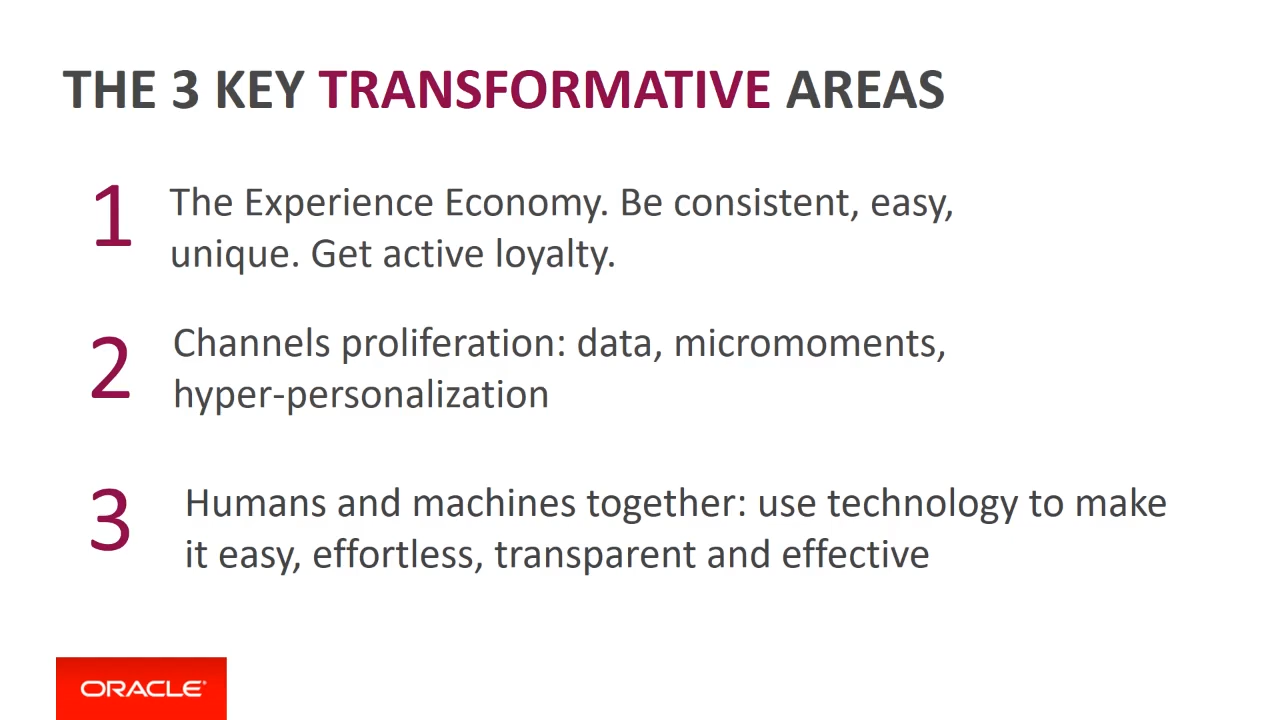 THE 3 KEY TRANSFORMATIVE AREAS
1
The Experience Economy. Be consistent, easy,
unique. Get active loyalty.
2
Channels proliferation: data, micromoments,
hyper-personalization
3
Humans and machines together: use technology to make
it easy, effortless, transparent and effective
ORACLE®